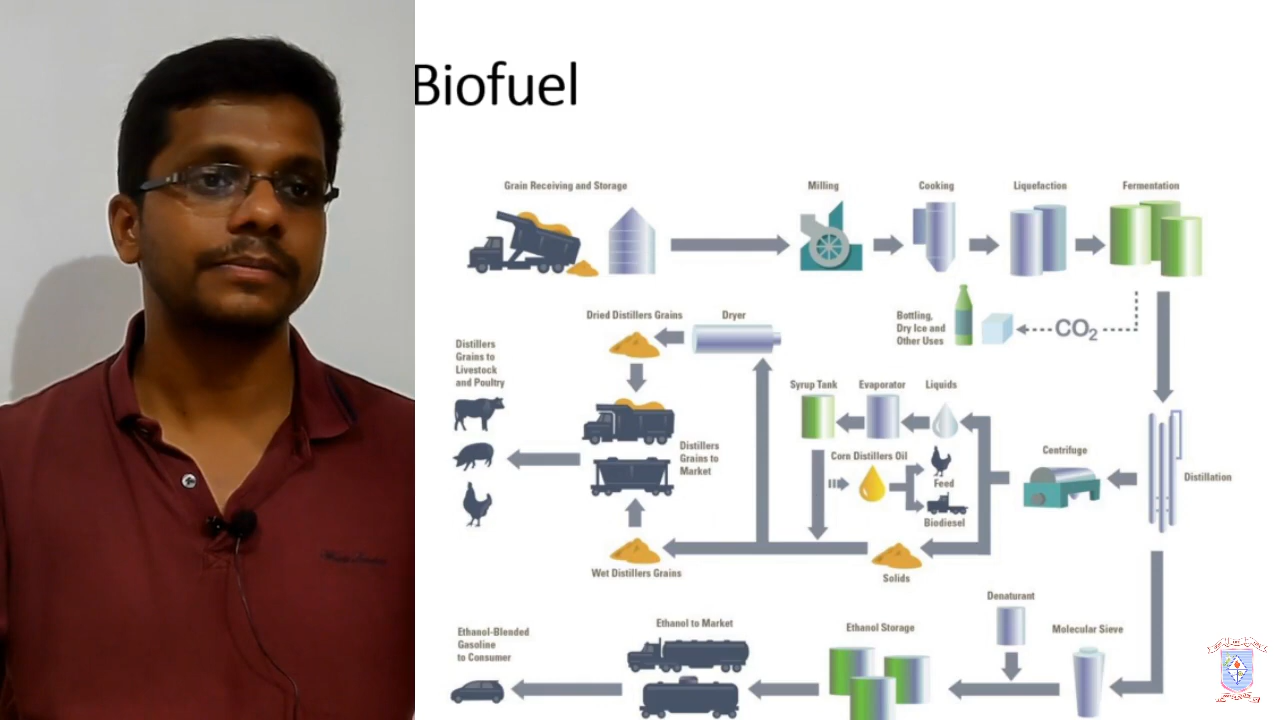 Biofuel
Grain Receiving and Storage
Milling
Cooking
Liquefaction
Fermentation
Bottling,
Dry Ice and
Other Uses
CO₂
Dried Distillers Grains
Dryer
Distillers
Grains to
Livestock
and Poultry
Syrup Tank
Evaporator
Liquids
Distillers
Grains to
Market
Corn Distillers Oil
Feed
Biodiesel
Centrifuge
Distillation
Wet Distillers Grains
Solids
Denaturant
Ethanol-Blended
Gasoline
to Consumer
Ethanol to Market
Ethanol Storage
Molecular Sieve